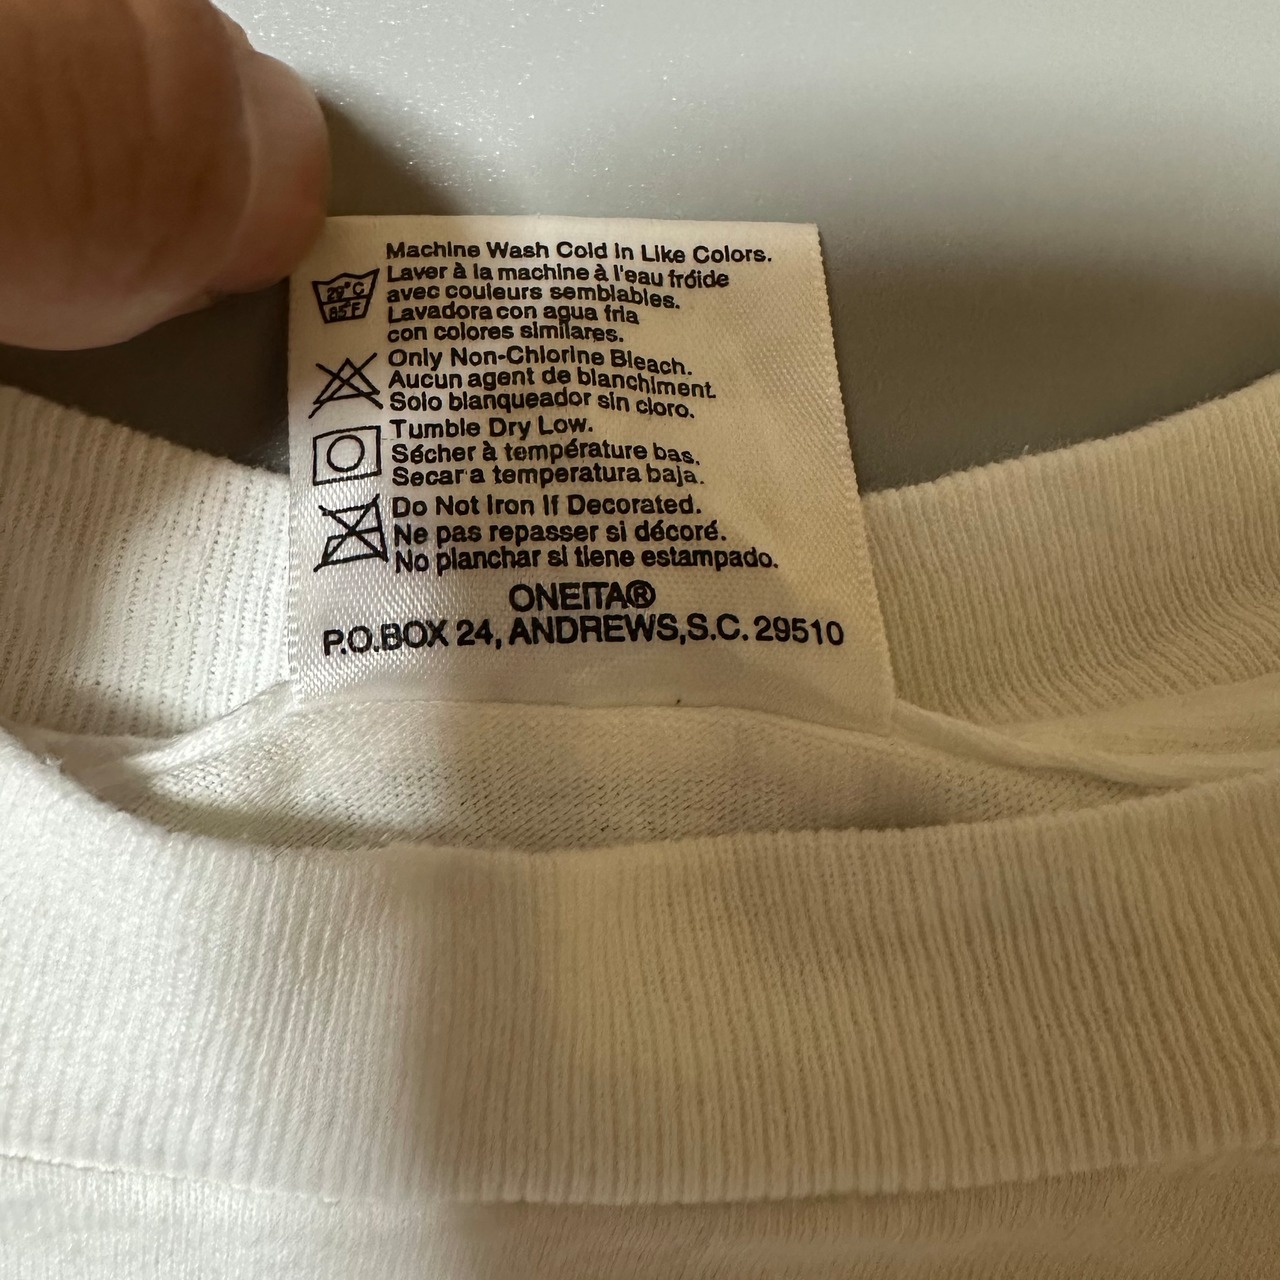 Machine Wash Cold in Like Colors.
Laver à la machine à l'eau fróide
29°C
avec couleurs semblables.
85°F
Lavadora con agua fria
con colores similares.
Only Non-Chlorine Bleach.
Aucun agent de blanchiment.
Solo blanqueador sin cloro.
Tumble Dry Low.
Sécher à température bas.
Secar a temperatura baja.
Do Not Iron If Decorated.
Ne pas repasser si décoré.
No planchar si tiene estampado.
ONEITA®
P.O.BOX 24, ANDREWS,S.C. 29510